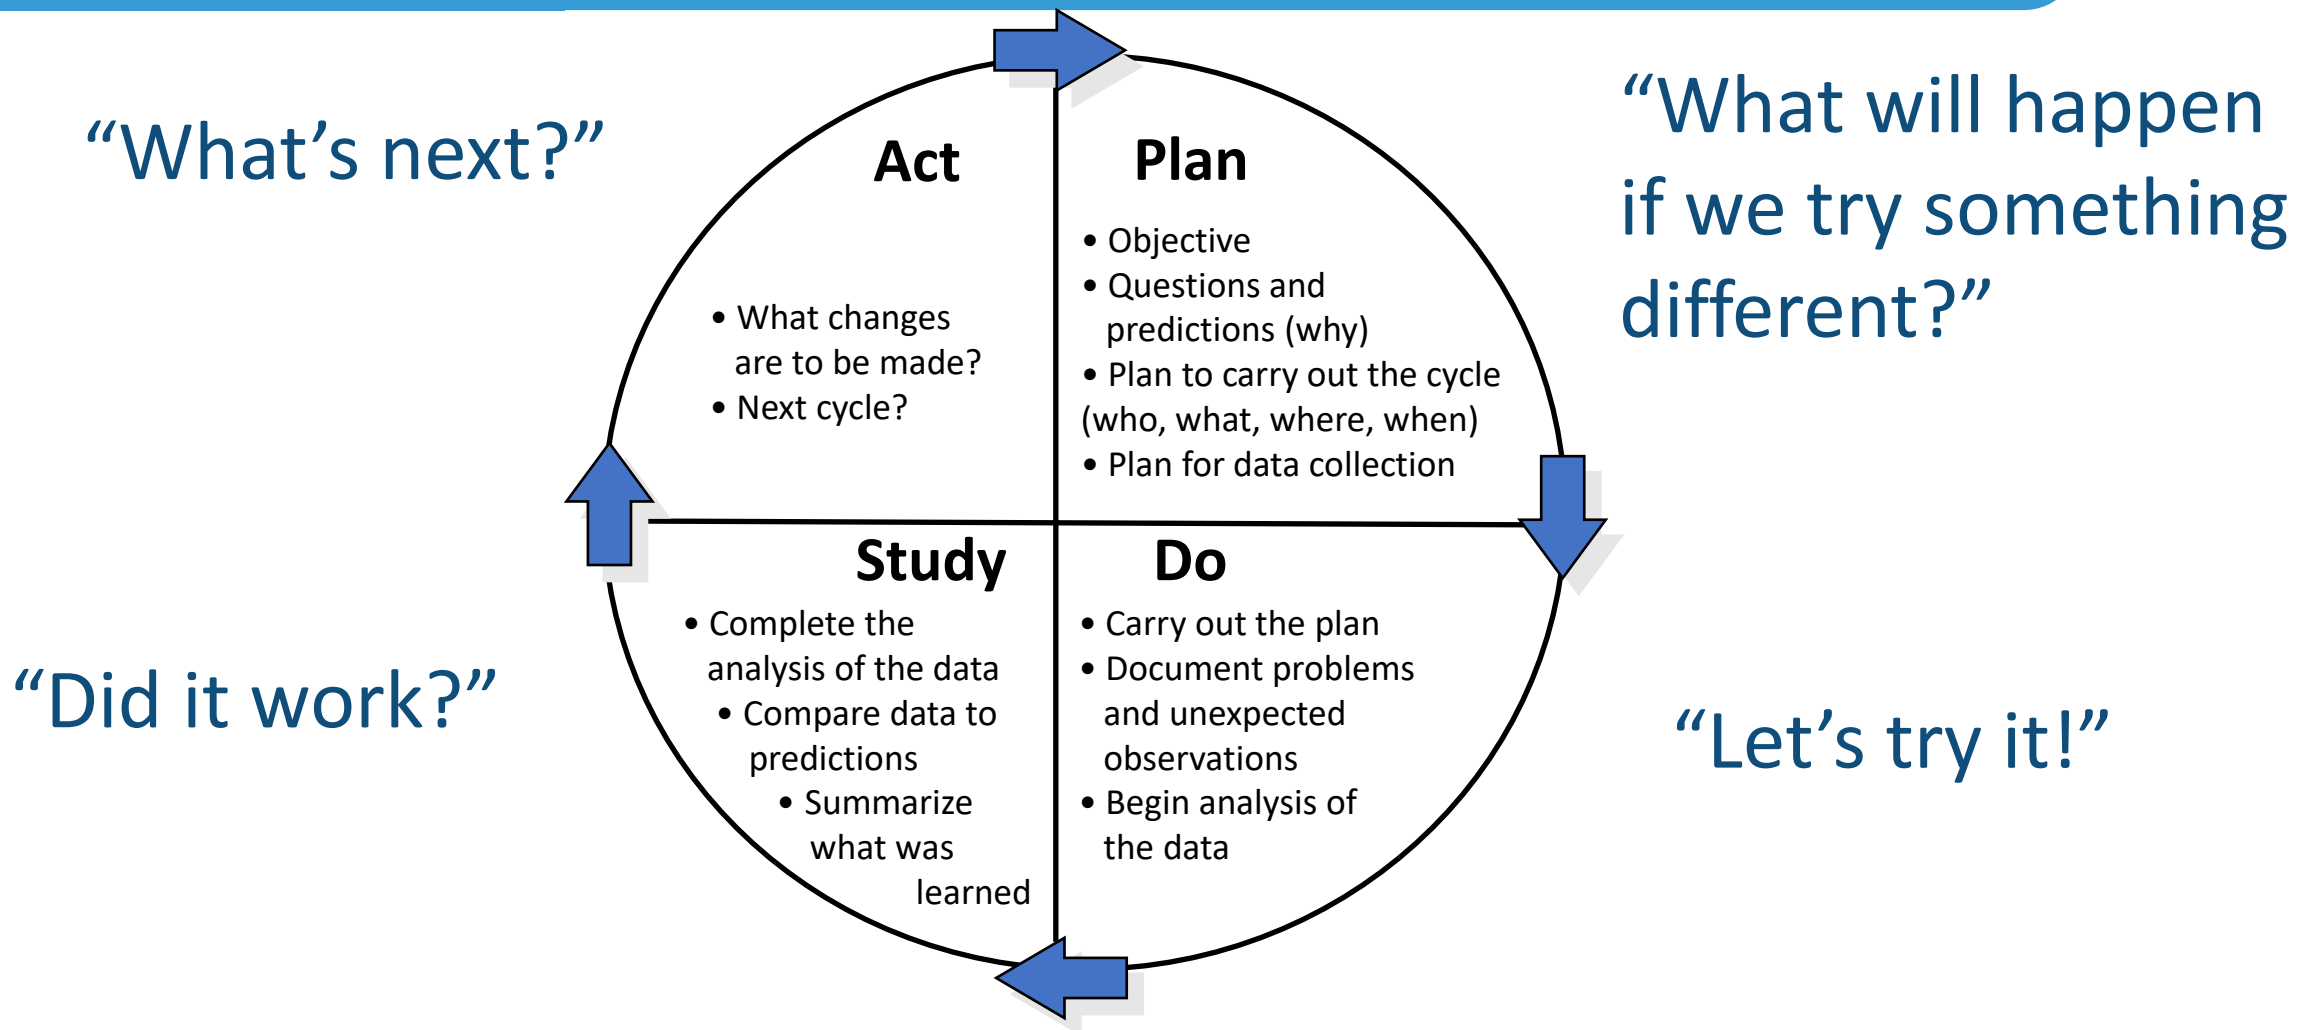 “What’s next?”
“What will happen
if we try something
different?”
Act
• What changes
are to be made?
• Next cycle?
Plan
• Objective
• Questions and
predictions (why)
• Plan to carry out the cycle
(who, what, where, when)
• Plan for data collection
Study
• Complete the
analysis of the data
• Compare data to
predictions
• Summarize
what was
learned
Do
• Carry out the plan
• Document problems
and unexpected
observations
• Begin analysis of
the data
“Did it work?”
“Let’s try it!”